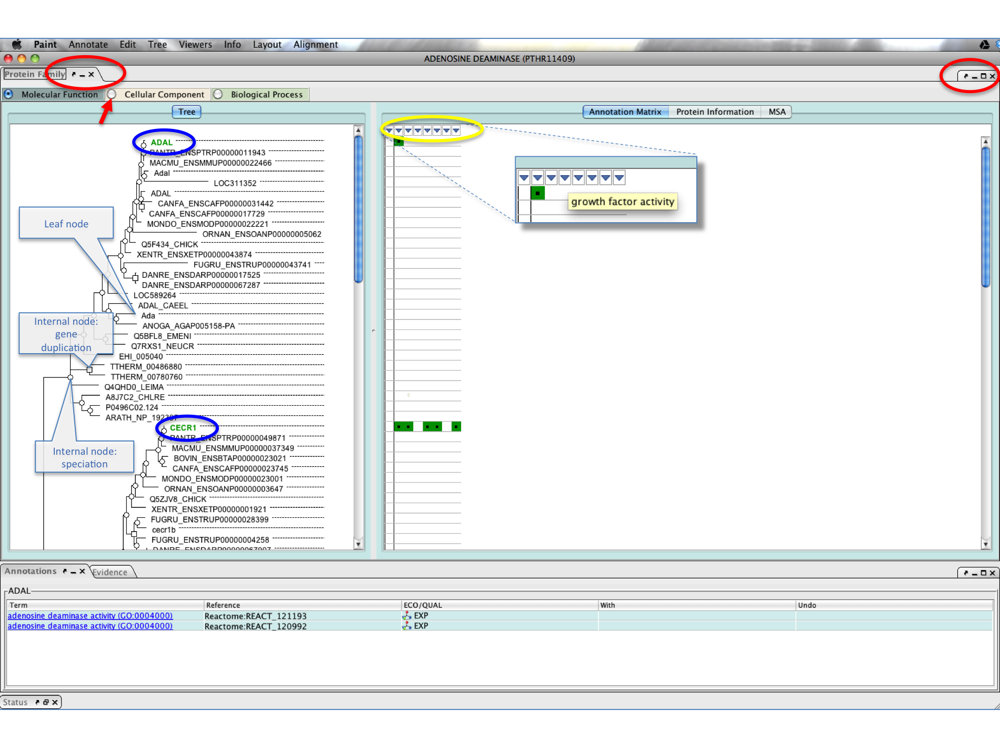 Paint Annotate Edit Tree Viewers Info Layout Alignment
ADENOSINE DEAMINASE (PTHR11409)
Protein Family
Molecular Function Cellular Component Biological Process
Tree
Annotation Matrix Protein Information MSA
ADAL
PANTR_ENSPTRP00000011943
MACMU_ENSMMUP00000022466
Adal
LOC311352
ADAL
CANFA_ENSCAFP00000031442
CANFA_ENSCAFP00000017729
MONDO_ENSMODP00000022221
ORNAN_ENSOANP00000005062
Q5F434_CHICK
XENTR_ENSXETP00000043874
FUGRU_ENSTRUP00000043741
DANRE_ENSDARP00000017525
DANRE_ENSDARP00000067287
LOC589264
ADAL_CAEEL
Ada
ANOGA_AGAP005158-PA
Q5BFL8_EMENI
Q7RXS1_NEUCR
EHI_005040
TTHERM_00486880
TTHERM_00780760
Q4QHD0_LEIMA
A8J7C2_CHLRE
P0496C02.124
ARATH_NP_192397
CECR1
PANTR_ENSPTRP00000049871
MACMU_ENSMMUP00000037349
BOVIN_ENSBTAP00000023021
CANFA_ENSCAFP00000023745
MONDO_ENSMODP00000023001
ORNAN_ENSOANP00000003647
Q5ZJV8_CHICK
XENTR_ENSXETP00000001921
FUGRU_ENSTRUP00000028399
cecr1b
FUGRU_ENSTRUP00000004258
DANRE_ENSDARP00000067907
Leaf node
Internal node:
gene
duplication
Internal node:
speciation
growth factor activity
Annotations Evidence
ADAL
Term Reference ECO/QUAL With Undo
adenosine deaminase activity (GO:0004000) Reactome:REACT_121193 EXP
adenosine deaminase activity (GO:0004000) Reactome:REACT_120992 EXP
Status